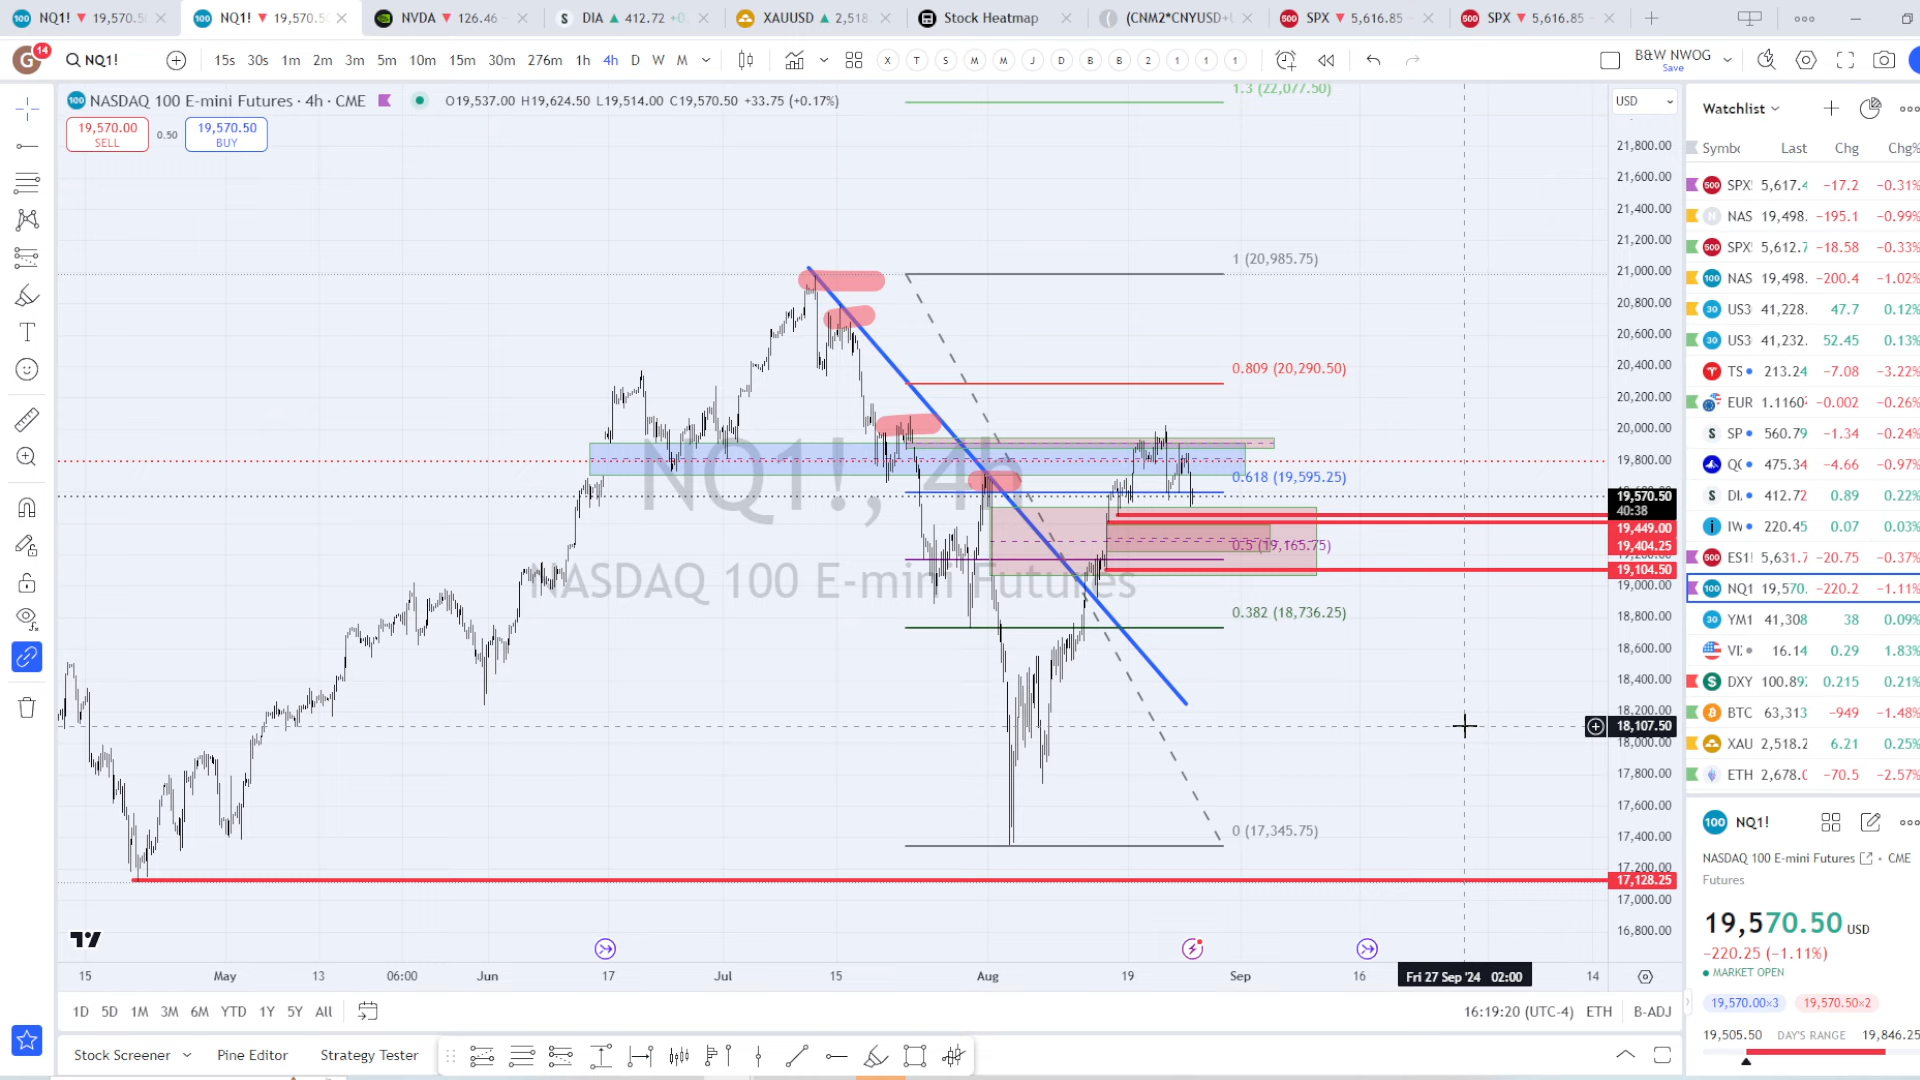 NQ1! ▼ 19,570.5
NQ1! ▼ 19,570.5
NVDA ▼ 126.46
DIA ▲ 412.72
XAUUSD ▲ 2,518.
Stock Heatmap
(CNM2*CNYUSD+
SPX ▼ 5,616.85
SPX ▼ 5,616.85
G 14
NQ1!
15s 30s 1m 2m 3m 5m 10m 15m 30m 276m 1h 4h D W M
X T S M M J D B B 2 1 1 1
B&W NWOG
Save
NASDAQ 100 E-mini Futures · 4h · CME
O19,537.00 H19,624.50 L19,514.00 C19,570.50 +33.75 (+0.17%)
19,570.00
SELL
0.50
19,570.50
BUY
USD
1.3 (22,077.50)
1 (20,985.75)
0.809 (20,290.50)
0.618 (19,595.25)
0.5 (19,165.75)
0.382 (18,736.25)
0 (17,345.75)
NQ1!, 4h
NASDAQ 100 E-mini Futures
21,800.00
21,600.00
21,400.00
21,200.00
21,000.00
20,800.00
20,600.00
20,400.00
20,200.00
20,000.00
19,800.00
19,570.50
40:38
19,449.00
19,404.25
19,104.50
19,000.00
18,800.00
18,600.00
18,400.00
18,200.00
18,107.50
18,000.00
17,800.00
17,600.00
17,400.00
17,200.00
17,128.25
17,000.00
16,800.00
15 May 13 06:00 Jun 17 Jul 15 Aug 19 Sep 16 Fri 27 Sep '24 02:00 14
1D 5D 1M 3M 6M YTD 1Y 5Y All
16:19:20 (UTC-4) ETH B-ADJ
Stock Screener
Pine Editor
Strategy Tester
Watchlist
Symbo Last Chg Chg%
SPX 5,617.4 −17.2 −0.31%
NAS 19,498. −195.1 −0.99%
SPX 5,612.7 −18.58 −0.33%
NAS 19,498. −200.4 −1.02%
US3 41,228. 47.7 0.12%
US3 41,232. 52.45 0.13%
TS 213.24 −7.08 −3.22%
EUR 1.1160 −0.002 −0.26%
SP 560.79 −1.34 −0.24%
QQ 475.34 −4.66 −0.97%
DI. 412.72 0.89 0.22%
IW 220.45 0.07 0.03%
ES1 5,631.7 −20.75 −0.37%
NQ1 19,570. −220.2 −1.11%
YM1 41,308 38 0.09%
VI 16.14 0.29 1.83%
DXY 100.89 0.215 0.21%
BTC 63,313 −949 −1.48%
XAU 2,518.2 6.21 0.25%
ETH 2,678.0 −70.5 −2.57%
100 NQ1!
NASDAQ 100 E-mini Futures • CME
Futures
19,570.50 USD
−220.25 (−1.11%)
MARKET OPEN
19,570.00×3 19,570.50×2
19,505.50 DAY'S RANGE 19,846.25